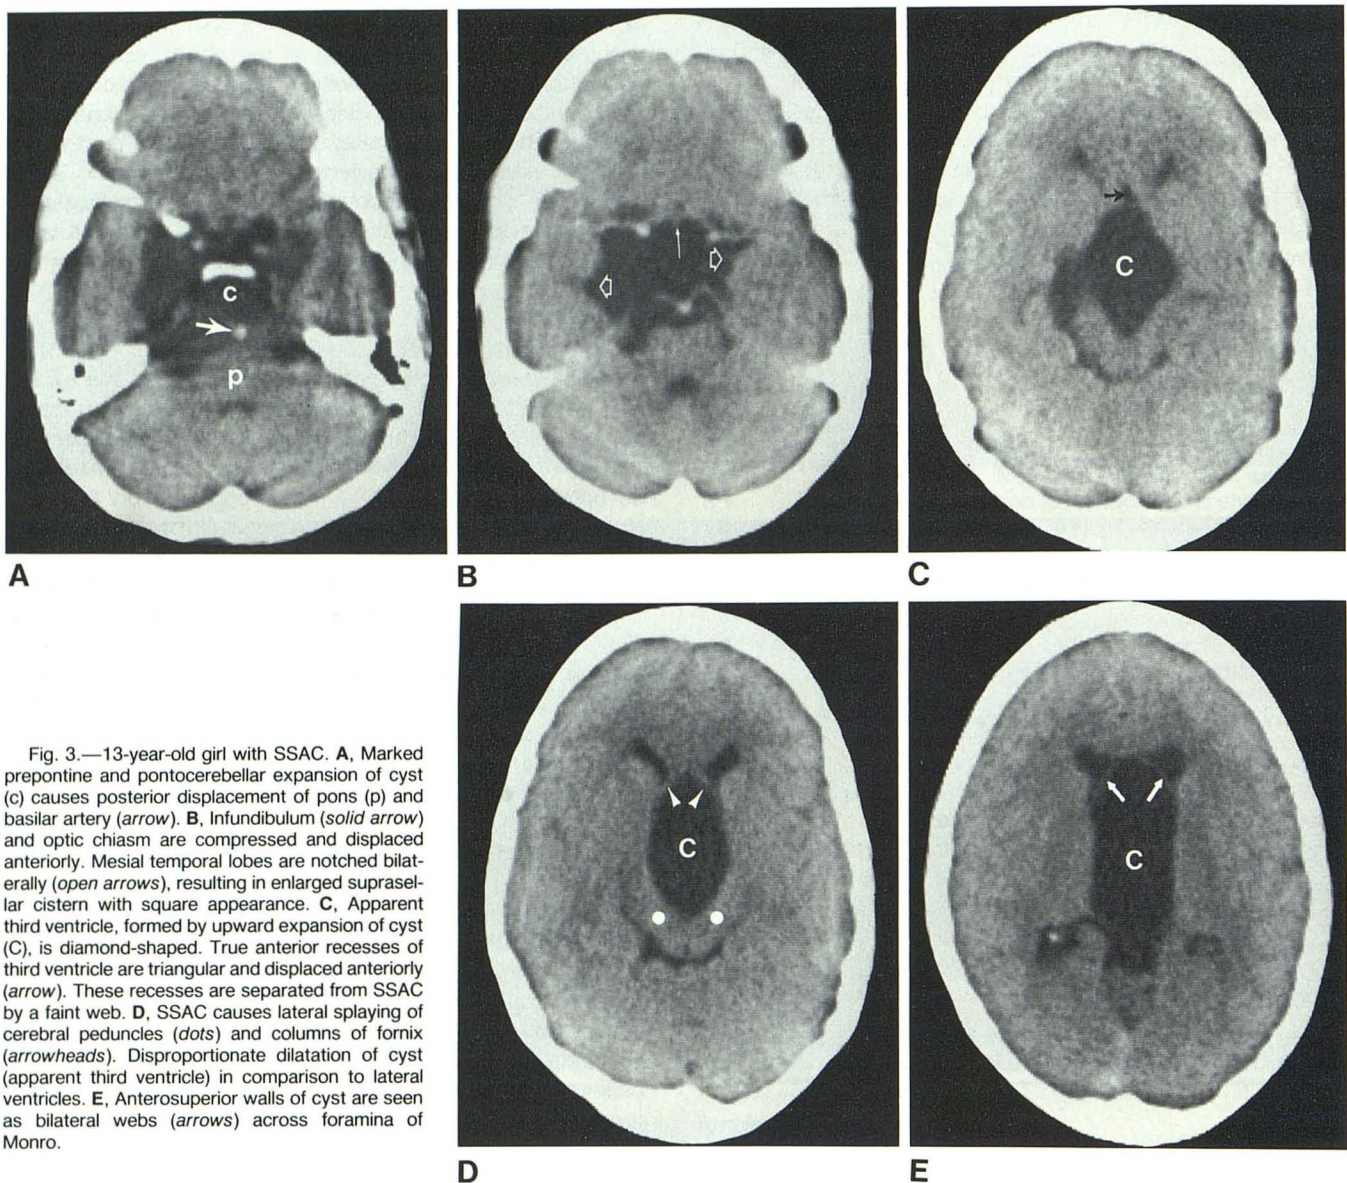 c
p
A
B
C
C
Fig. 3.—13-year-old girl with SSAC. A, Marked
prepontine and pontocerebellar expansion of cyst
(c) causes posterior displacement of pons (p) and
basilar artery (arrow). B, Infundibulum (solid arrow)
and optic chiasm are compressed and displaced
anteriorly. Mesial temporal lobes are notched bilat-
erally (open arrows), resulting in enlarged suprasel-
lar cistern with square appearance. C, Apparent
third ventricle, formed by upward expansion of cyst
(C), is diamond-shaped. True anterior recesses of
third ventricle are triangular and displaced anteriorly
(arrow). These recesses are separated from SSAC
by a faint web. D, SSAC causes lateral splaying of
cerebral peduncles (dots) and columns of fornix
(arrowheads). Disproportionate dilatation of cyst
(apparent third ventricle) in comparison to lateral
ventricles. E, Anterosuperior walls of cyst are seen
as bilateral webs (arrows) across foramina of
Monro.
C
D
C
E